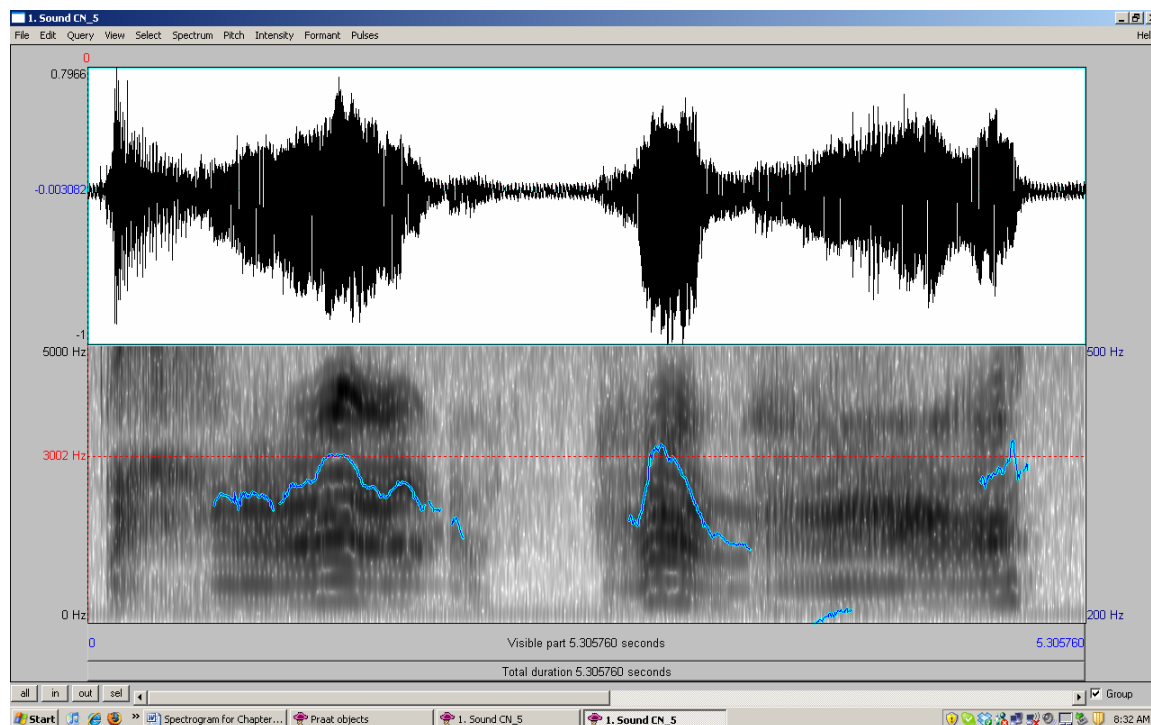 1. Sound CN_5
File Edit Query View Select Spectrum Pitch Intensity Formant Pulses Hel
0
0.7966
-0.003082
-1
5000 Hz 500 Hz
3002 Hz
0 Hz 200 Hz
0 Visible part 5.305760 seconds 5.305760
Total duration 5.305760 seconds
all in out sel Group
Start » Spectrogram for Chapter... Praat objects 1. Sound CN_5 1. Sound CN_5 8:32 AM